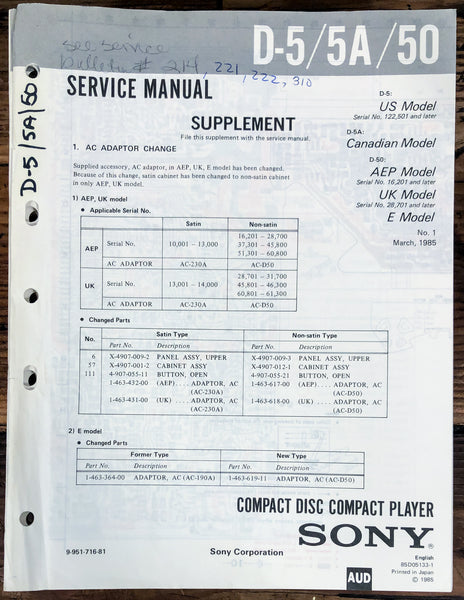 D-5/5A/50
see service
bulletin # 214, 221, 222, 310
D-5/5A/50
SERVICE MANUAL
D-5:
US Model
Serial No. 122,501 and later
SUPPLEMENT
File this supplement with the service manual.
D-5A:
Canadian Model
D-50:
AEP Model
Serial No. 16,201 and later
UK Model
Serial No. 28,701 and later
E Model
No. 1
March, 1985
1. AC ADAPTOR CHANGE
Supplied accessory, AC adaptor, in AEP, UK, E model has been changed.
Because of this change, satin cabinet has been changed to non-satin cabinet
in only AEP, UK model.
1) AEP, UK model
● Applicable Serial No.
Satin Non-satin
AEP Serial No. 10,001 – 13,000 16,201 – 28,700
37,301 – 45,800
51,301 – 60,800
AC ADAPTOR AC-230A AC-D50
UK Serial No. 13,001 – 14,000 28,701 – 31,700
45,801 – 46,300
60,801 – 61,300
AC ADAPTOR AC-230A AC-D50
● Changed Parts
No. Satin Type Non-satin Type
Part No. Description Part No. Description
6 X-4907-009-2 PANEL ASSY, UPPER X-4907-009-3 PANEL ASSY, UPPER
57 X-4907-001-2 CABINET ASSY X-4907-012-1 CABINET ASSY
111 4-907-055-11 BUTTON, OPEN 4-907-055-21 BUTTON, OPEN
1-463-432-00 (AEP) .... ADAPTOR, AC 1-463-617-00 (AEP) .... ADAPTOR, AC
(AC-230A) (AC-D50)
1-463-431-00 (UK) .... ADAPTOR, AC 1-463-618-00 (UK) .... ADAPTOR, AC
(AC-230A) (AC-D50)
2) E model
● Changed Parts
Former Type New Type
Part No. Description Part No. Description
1-463-364-00 ADAPTOR, AC (AC-190A) 1-463-619-11 ADAPTOR, AC (AC-D50)
COMPACT DISC COMPACT PLAYER
SONY®
9-951-716-81
Sony Corporation
AUD
English
85D05133-1
Printed in Japan
© 1985